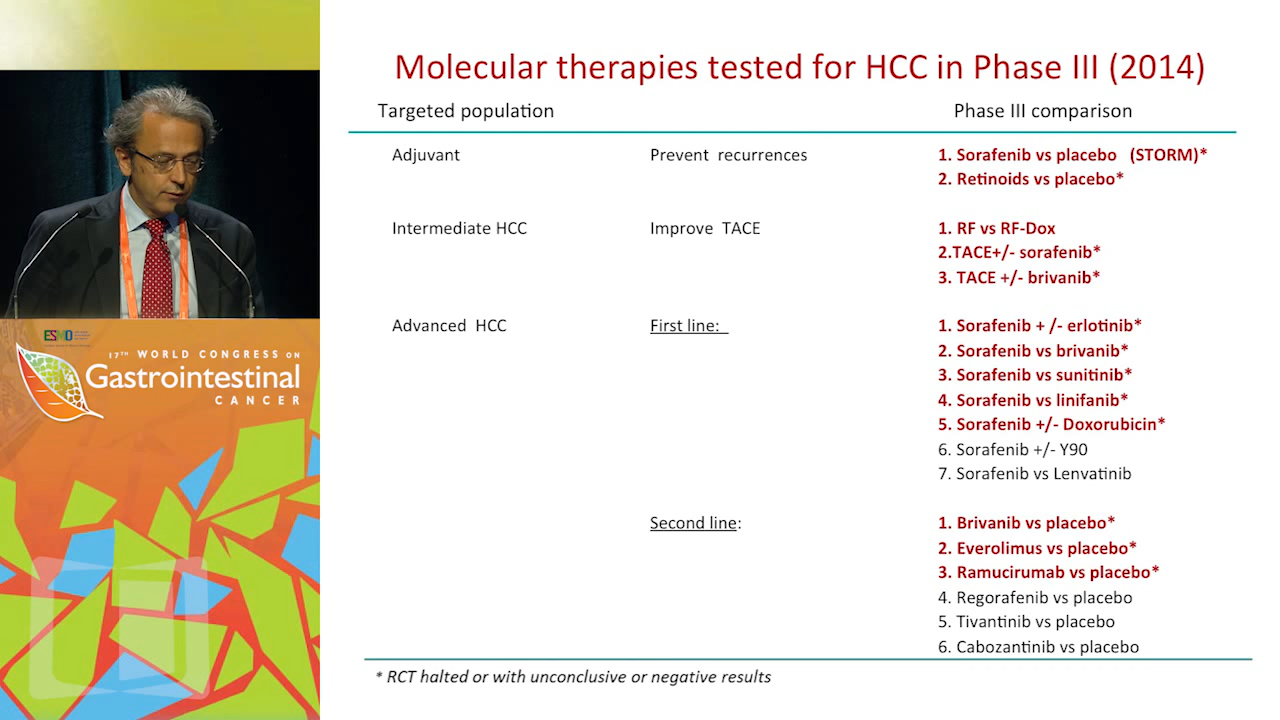 Molecular therapies tested for HCC in Phase III (2014)
Targeted population Phase III comparison
Adjuvant Prevent recurrences 1. Sorafenib vs placebo (STORM)*
2. Retinoids vs placebo*
Intermediate HCC Improve TACE 1. RF vs RF-Dox
2.TACE+/- sorafenib*
3. TACE +/- brivanib*
Advanced HCC First line: 1. Sorafenib + /- erlotinib*
2. Sorafenib vs brivanib*
3. Sorafenib vs sunitinib*
4. Sorafenib vs linifanib*
5. Sorafenib +/- Doxorubicin*
6. Sorafenib +/- Y90
7. Sorafenib vs Lenvatinib
Second line: 1. Brivanib vs placebo*
2. Everolimus vs placebo*
3. Ramucirumab vs placebo*
4. Regorafenib vs placebo
5. Tivantinib vs placebo
6. Cabozantinib vs placebo
* RCT halted or with unconclusive or negative results
ESMO
17TH WORLD CONGRESS ON
Gastrointestinal
CANCER